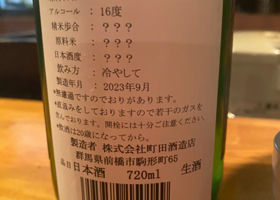 アルコール : 16度
精米歩合 : ？？？
原料米 : ？？？
日本酒度 : ？？？
飲み方 : 冷やして
製造年月 : 2023年9月
*無濾過ですのでおりがあります。
*直汲みをしておりますので若干のガスを
含んでおります。開栓には十分ご注意ください。
*飲酒は20歳になってから。
製造者 株式会社町田酒造店
群馬県前橋市駒形町65
品目 日本酒 720ml 生酒